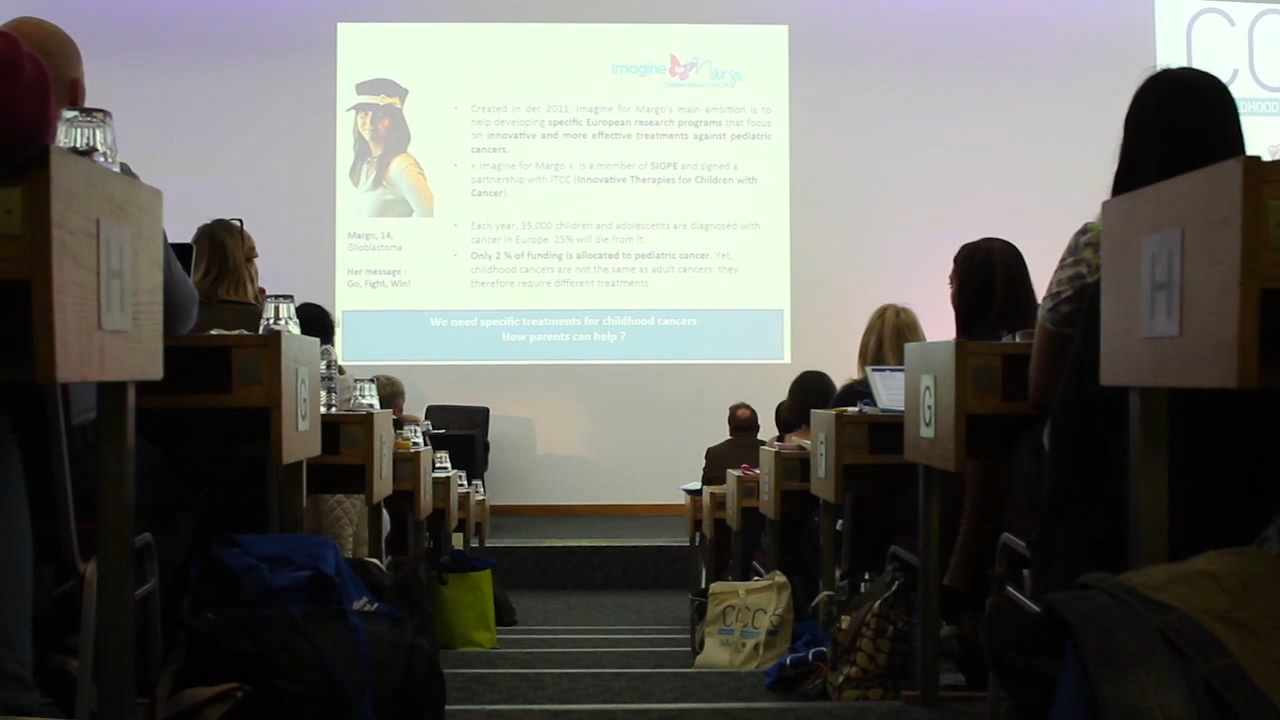 Imagine for Margo
Children without CANCER
• Created in dec 2011, Imagine for Margo's main ambition is to
help developing specific European research programs that focus
on innovative and more effective treatments against pediatric
cancers.
• « Imagine for Margo » is a member of SIOPE and signed a
partnership with ITCC (Innovative Therapies for Children with
Cancer).
• Each year, 35,000 children and adolescents are diagnosed with
cancer in Europe. 25% will die from it.
• Only 2 % of funding is allocated to pediatric cancer. Yet,
childhood cancers are not the same as adult cancers: they
therefore require different treatments.
Margo, 14,
Glioblastoma
Her message :
Go, Fight, Win!
We need specific treatments for childhood cancers
How parents can help ?
CC
DHOOD
H
G
F
H
G
F